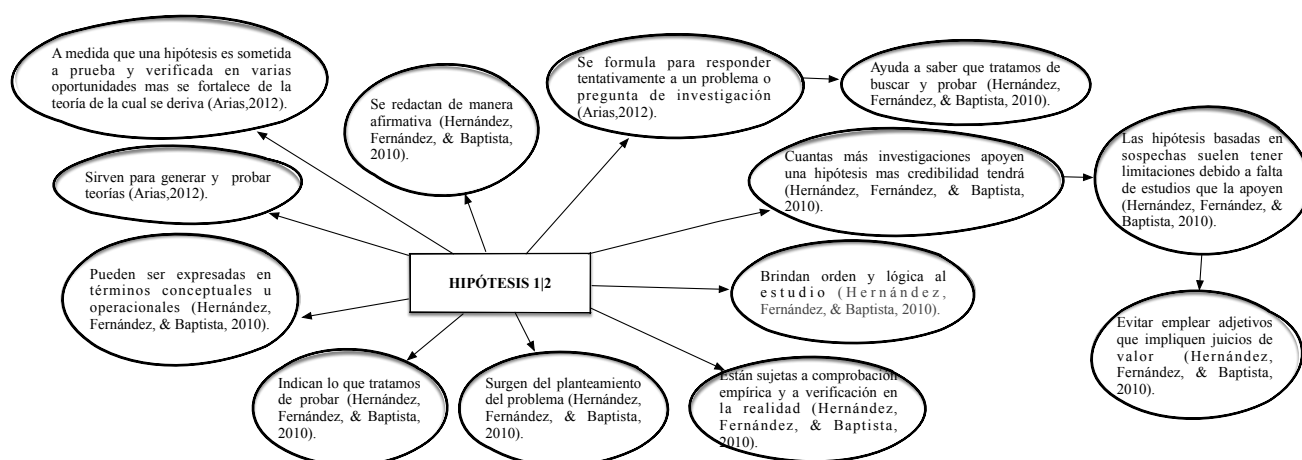 A medida que una hipótesis es sometida
a prueba y verificada en varias
oportunidades mas se fortalece de la
teoría de la cual se deriva (Arias,2012).
Se redactan de manera
afirmativa (Hernández,
Fernández, & Baptista,
2010).
Se formula para responder
tentativamente a un problema o
pregunta de investigación
(Arias,2012).
Ayuda a saber que tratamos de
buscar y probar (Hernández,
Fernández, & Baptista, 2010).
Sirven para generar y probar
teorías (Arias,2012).
Cuantas más investigaciones apoyen
una hipótesis mas credibilidad tendrá
(Hernández, Fernández, & Baptista,
2010).
Las hipótesis basadas en
sospechas suelen tener
limitaciones debido a falta
de estudios que la apoyen
(Hernández, Fernández, &
Baptista, 2010).
Pueden ser expresadas en
términos conceptuales u
operacionales (Hernández,
Fernández, & Baptista, 2010).
HIPÓTESIS 1|2
Brindan orden y lógica al
estudio (Hernández,
Fernández, & Baptista,
2010).
Evitar emplear adjetivos
que impliquen juicios de
valor (Hernández,
Fernández, & Baptista,
2010).
Indican lo que tratamos
de probar (Hernández,
Fernández, & Baptista,
2010).
Surgen del planteamiento
del problema (Hernández,
Fernández, & Baptista,
2010).
Están sujetas a comprobación
empírica y a verificación en
la realidad (Hernández,
Fernández, & Baptista,
2010).